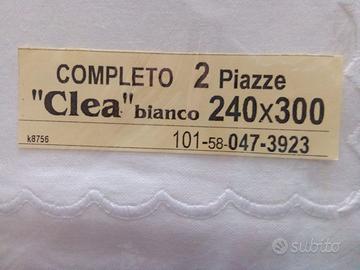 COMPLETO 2 Piazze
"Clea" bianco 240x300
k8756 101-58-047-3923
subito